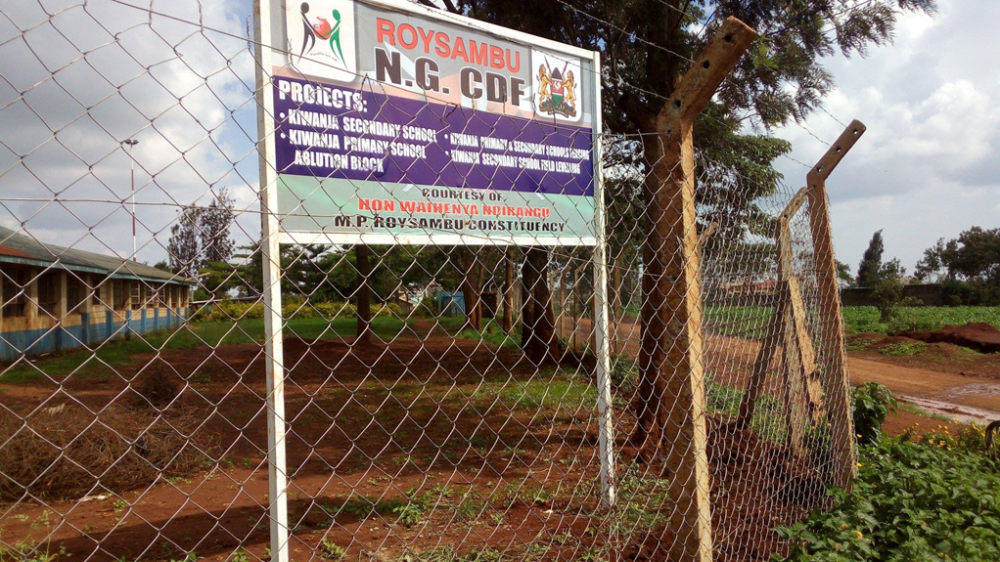 ROYSAMBU
N.G. CDF
PROJECTS:
• KIWANJA SECONDARY SCHOOL
• KIWANJA PRIMARY SCHOOL
ABLUTION BLOCK
• KIWANJA PRIMARY & SECONDARY SCHOOLS FENCING
• KIWANJA SECONDARY SCHOOL FIELD LEVELLING
COURTESY OF:
HON WAIHENYA NDIRANGU
M.P. ROYSAMBU CONSTITUENCY